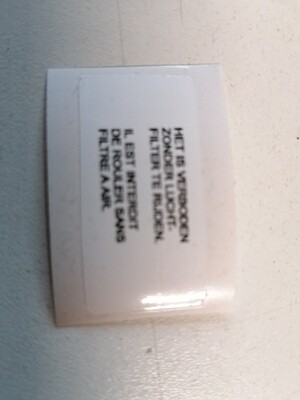 HET IS VERBODEN
ZONDER LUCHT-
FILTER TE RIJDEN.
IL EST INTERDIT
DE ROULER SANS
FILTRE A AIR.